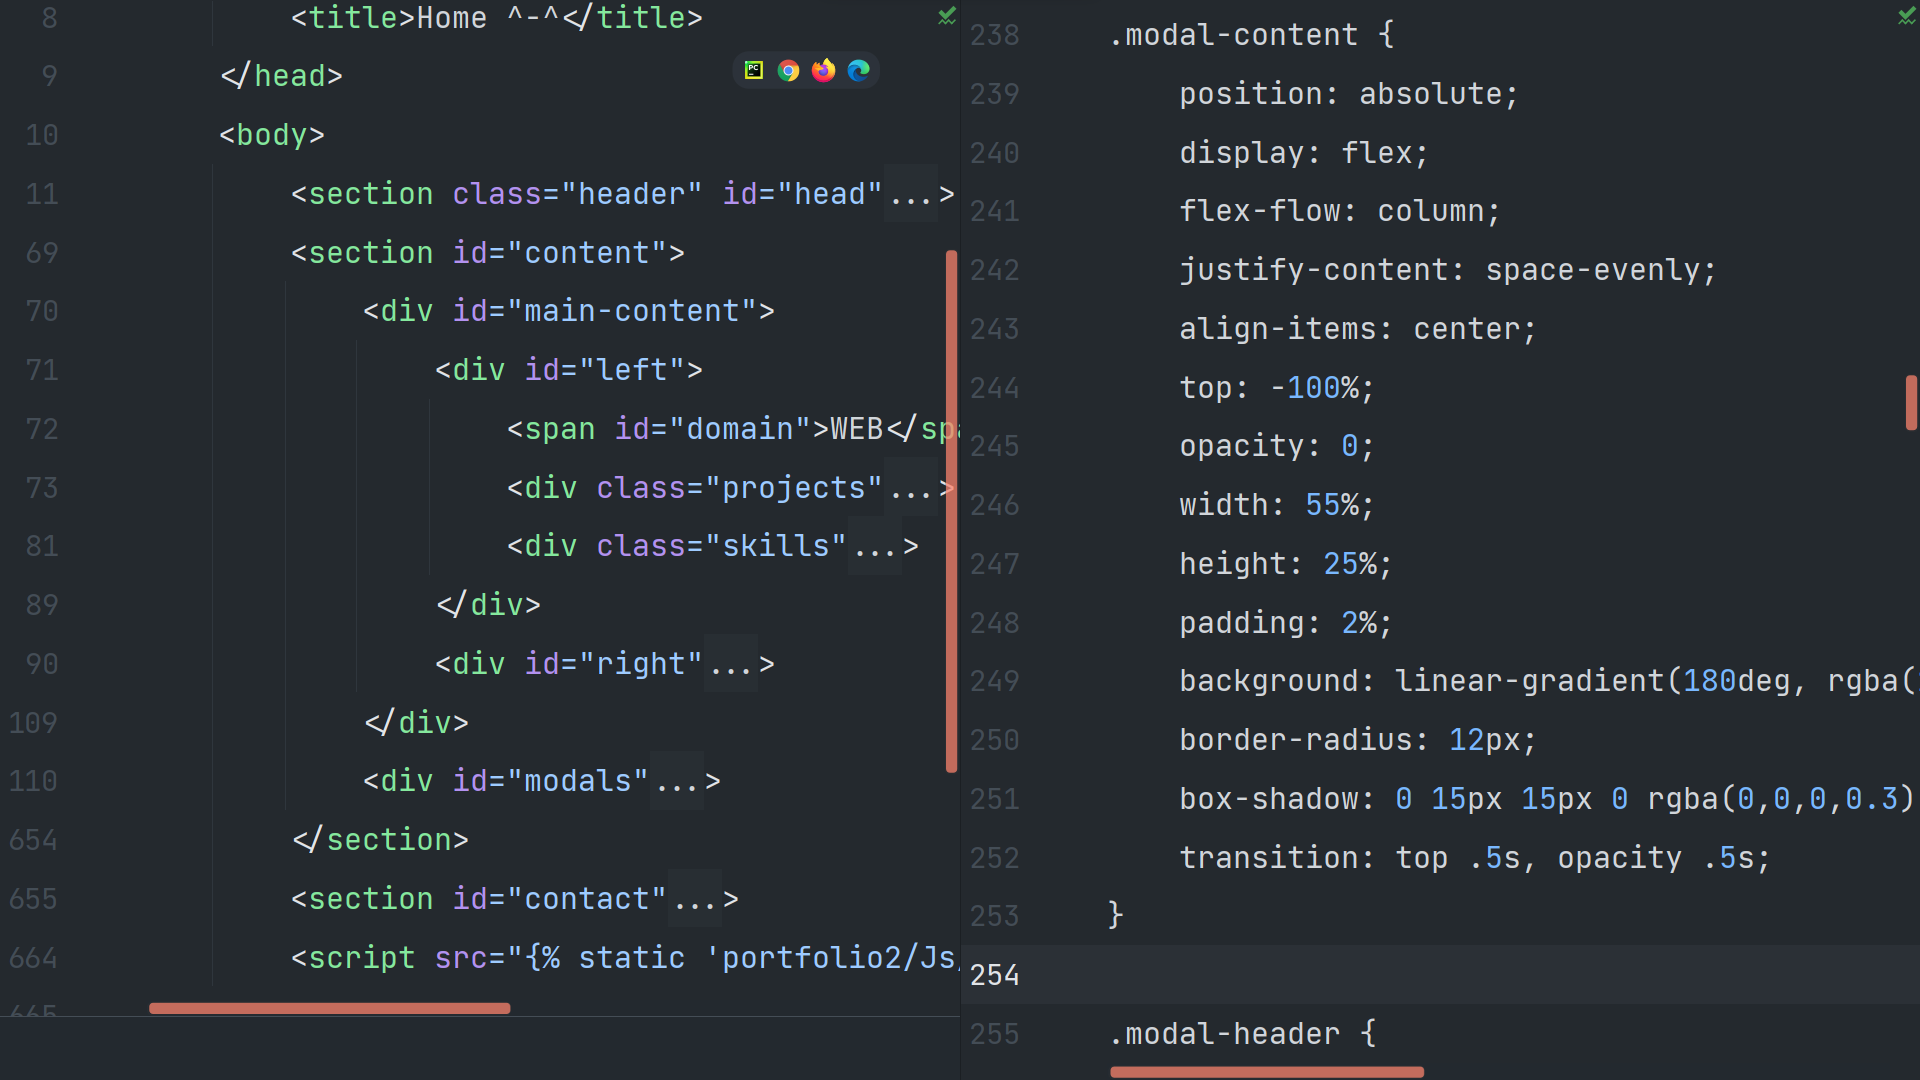 8 <title>Home ^-^</title>
9 </head>
10 <body>
11 <section class="header" id="head"...>
69 <section id="content">
70 <div id="main-content">
71 <div id="left">
72 <span id="domain">WEB</spa
73 <div class="projects"...>
81 <div class="skills"...>
89 </div>
90 <div id="right"...>
109 </div>
110 <div id="modals"...>
654 </section>
655 <section id="contact"...>
664 <script src="{% static 'portfolio2/Js/
665
PC
238 .modal-content {
239 position: absolute;
240 display: flex;
241 flex-flow: column;
242 justify-content: space-evenly;
243 align-items: center;
244 top: -100%;
245 opacity: 0;
246 width: 55%;
247 height: 25%;
248 padding: 2%;
249 background: linear-gradient(180deg, rgba(
250 border-radius: 12px;
251 box-shadow: 0 15px 15px 0 rgba(0,0,0,0.3)
252 transition: top .5s, opacity .5s;
253 }
254
255 .modal-header {